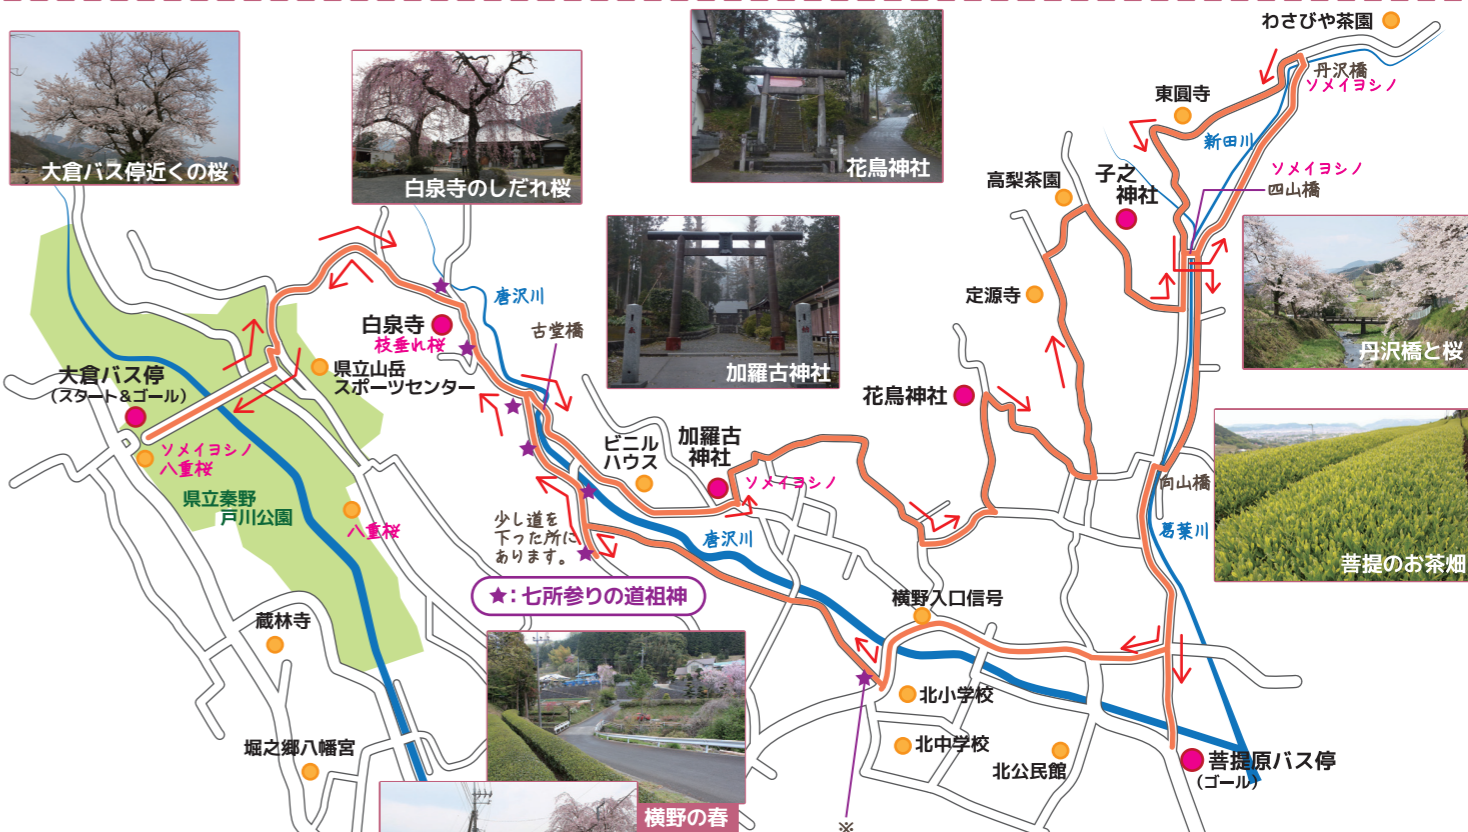 わさびや茶園
丹沢橋
ソメイヨシノ
東圓寺
新田川
ソメイヨシノ
四山橋
大倉バス停近くの桜
白泉寺のしだれ桜
花鳥神社
高梨茶園
子之
神社
定源寺
唐沢川
古堂橋
白泉寺
枝垂れ桜
加羅古神社
丹沢橋と桜
県立山岳
スポーツセンター
大倉バス停
(スタート&ゴール)
花鳥神社
ソメイヨシノ
八重桜
ビニル
ハウス
加羅古
神社
ソメイヨシノ
向山橋
県立秦野
戸川公園
八重桜
少し道を
下った所に
あります。
唐沢川
葛葉川
菩提のお茶畑
★:七所参りの道祖神
横野入口信号
蔵林寺
北小学校
堀之郷八幡宮
北中学校
北公民館
菩提原バス停
(ゴール)
横野の春
※